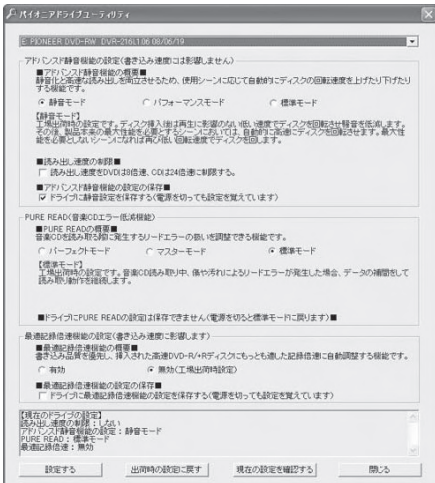 パイオニアドライブユーティリティ
E: PIONEER DVD-RW DVR-216L1.06 08/06/19
アドバンスド静音機能の設定(書き込み速度には影響しません)
■アドバンスド静音機能の概要■
静音化と高速な読み出しを両立させるため、使用シーンに応じて自動的にディスクの回転速度を上げたり下げたり
する機能です。
静音モード
パフォーマンスモード
標準モード
【静音モード】
工場出荷時の設定です。ディスク挿入後は再生に影響のない低い速度でディスクを回転させ騒音を低減します。
その後、製品本来の最大性能を必要とするシーンにおいては、自動的に高速にディスクを回転させます。最大性
能を必要としないシーンになれば再び低い回転速度でディスクを回します。
■読み出し速度の制限■
読み出し速度をDVDは8倍速、CDは24倍速に制限する。
■アドバンスド静音機能の設定の保存■
ドライブに静音設定を保存する(電源を切っても設定を覚えています)
PURE READ(音楽CDエラー低減機能)
■PURE READの概要■
音楽CDを読み取る際に発生するリードエラーの扱いを調整できる機能です。
パーフェクトモード
マスターモード
標準モード
【標準モード】
工場出荷時の設定です。音楽CD読み取り中、傷や汚れによるリードエラーが発生した場合、データの補間をして
読み取り動作を継続します。
■ドライブにPURE READの設定は保存できません(電源を切ると標準モードに戻ります)■
最適記録倍速機能の設定(書き込み速度に影響します)
■最適記録倍速機能の概要■
書き込み品質を優先し、挿入された高速DVD-R/+Rディスクにもっとも適した記録倍速に自動調整する機能です。
有効
無効(工場出荷時設定)
■最適記録倍速機能の設定の保存■
ドライブに最適記録倍速機能の設定を保存する(電源を切っても設定を覚えています)
【現在のドライブの設定】
読み出し速度の制限 : しない
アドバンスド静音機能の設定 : 静音モード
PURE READ : 標準モード
最適記録倍速 : 無効
設定する
出荷時の設定に戻す
現在の設定を確認する
閉じる